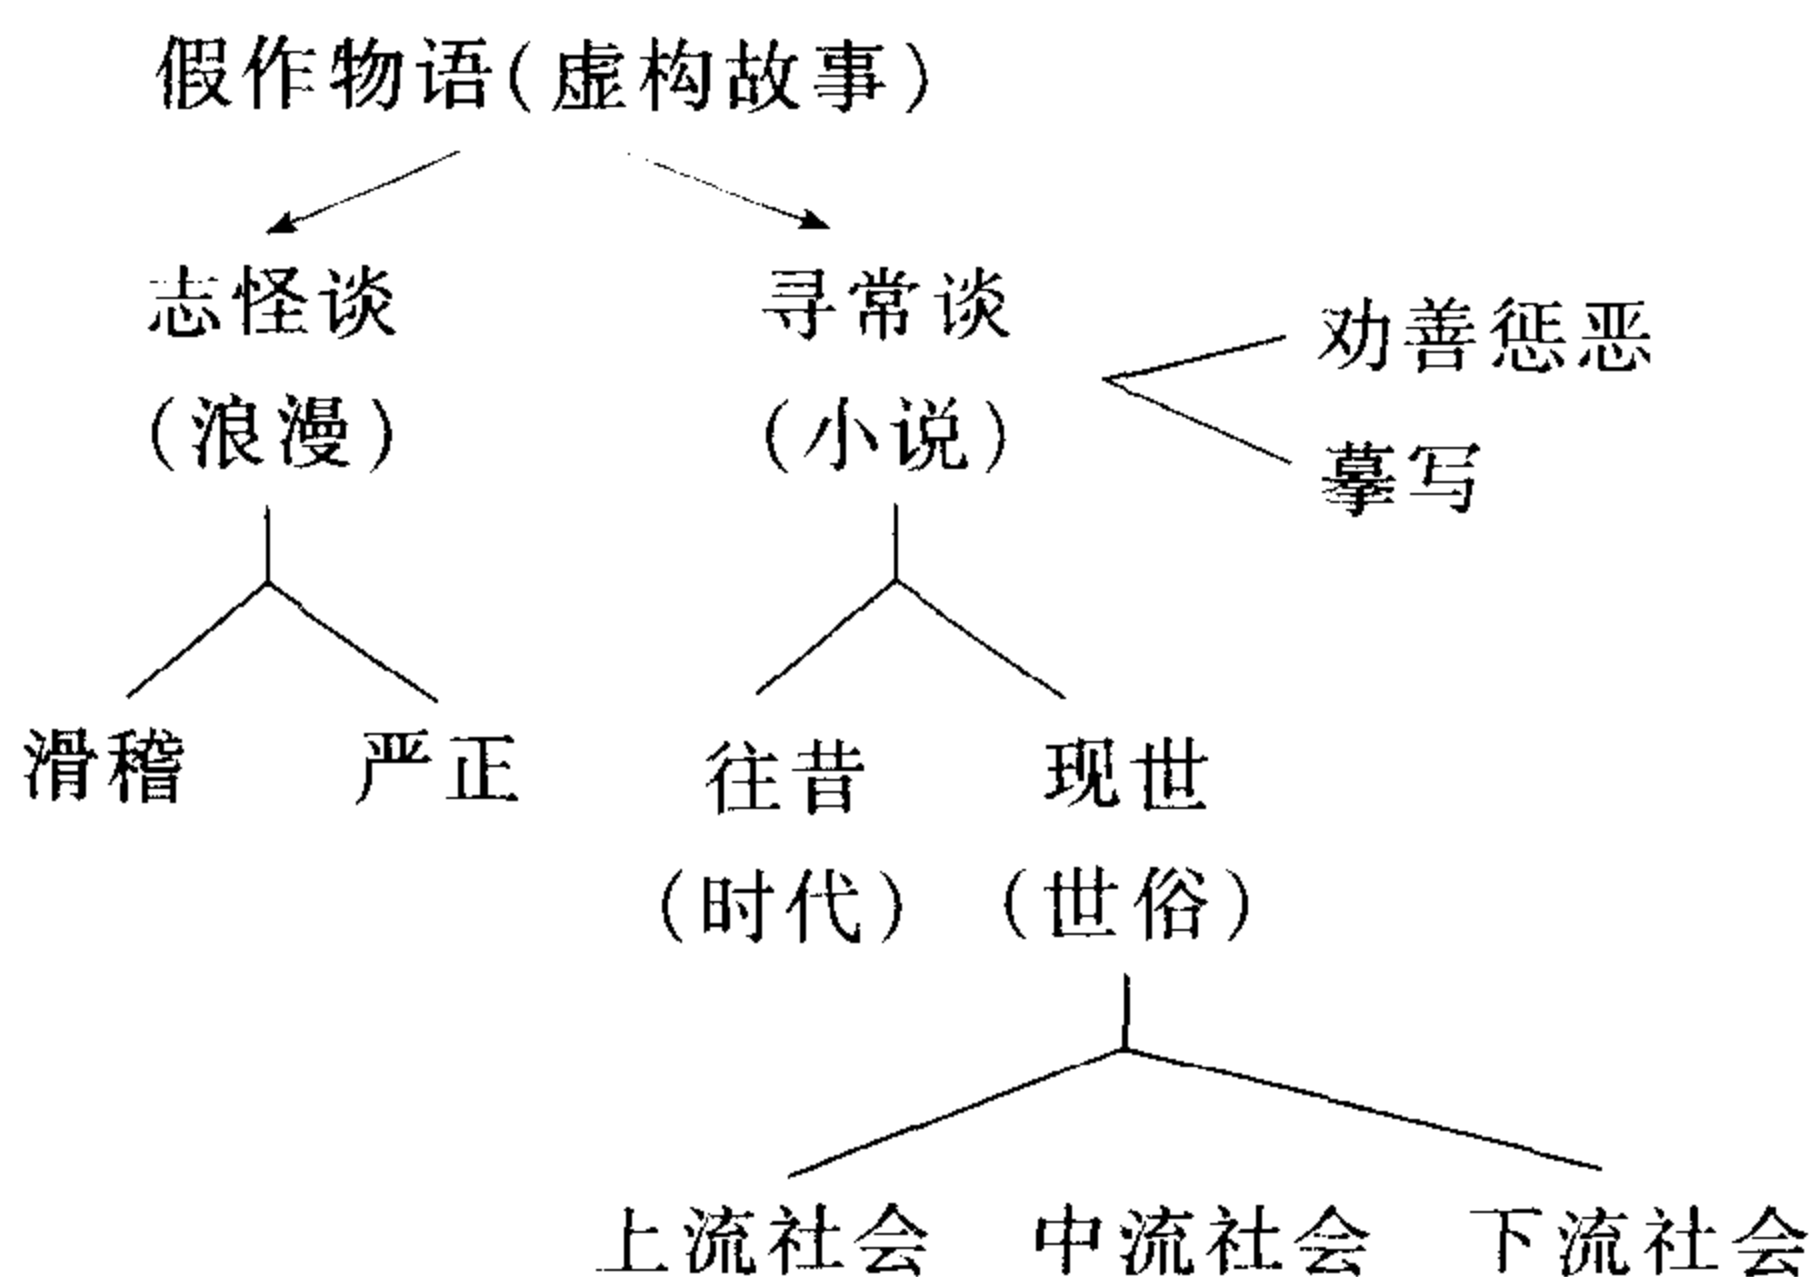 假作物语(虚构故事)
志怪谈 寻常谈
劝善惩恶
(浪漫) (小说)
摹写
滑稽 严正 往昔 现世
(时代) (世俗)
上流社会 中流社会 下流社会